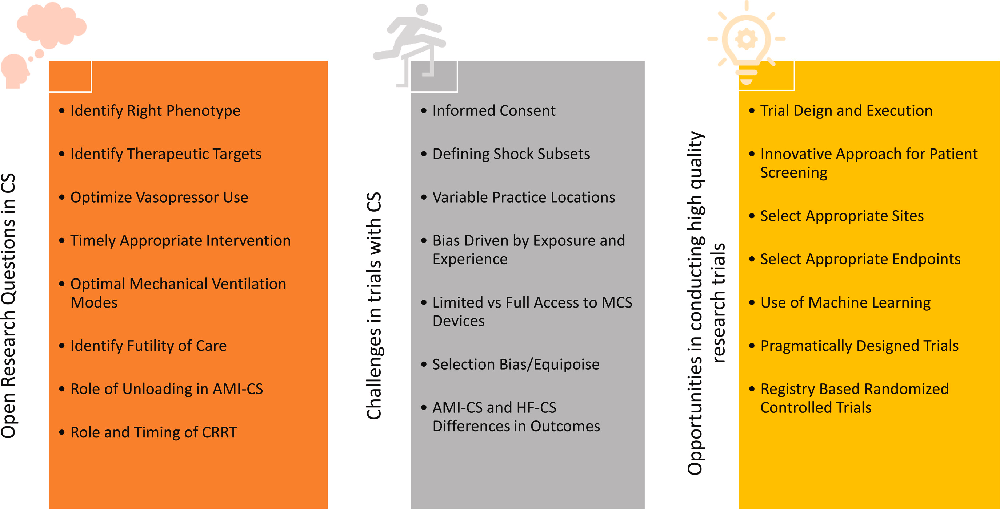 Open Research Questions in CS
• Identify Right Phenotype
• Identify Therapeutic Targets
• Optimize Vasopressor Use
• Timely Appropriate Intervention
• Optimal Mechanical Ventilation
Modes
• Identify Futility of Care
• Role of Unloading in AMI-CS
• Role and Timing of CRRT
Challenges in trials with CS
• Informed Consent
• Defining Shock Subsets
• Variable Practice Locations
• Bias Driven by Exposure and
Experience
• Limited vs Full Access to MCS
Devices
• Selection Bias/Equipoise
• AMI-CS and HF-CS
Differences in Outcomes
Opportunities in conducting high quality
research trials
• Trial Deign and Execution
• Innovative Approach for Patient
Screening
• Select Appropriate Sites
• Select Appropriate Endpoints
• Use of Machine Learning
• Pragmatically Designed Trials
• Registry Based Randomized
Controlled Trials